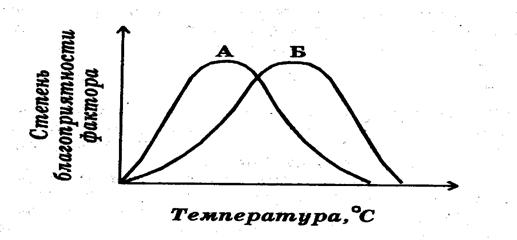 А Б
Степень
благоприятности
фактора
Температура,°С